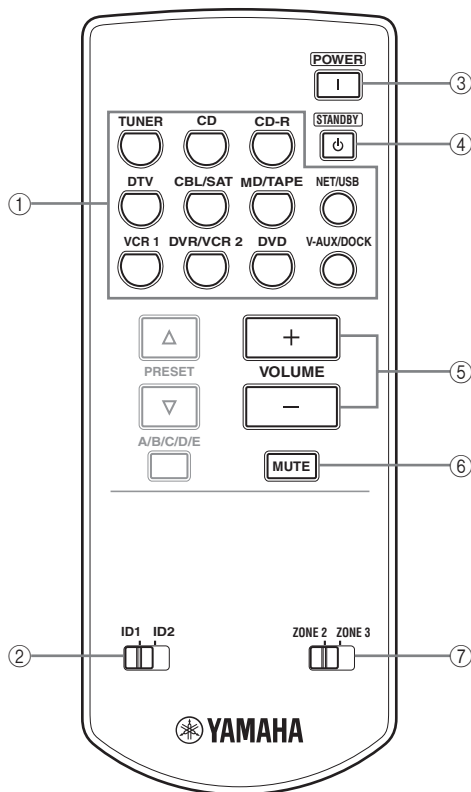 POWER
③
TUNER CD CD-R STANDBY
④
① DTV CBL/SAT MD/TAPE NET/USB
VCR 1 DVR/VCR 2 DVD V-AUX/DOCK
+
PRESET VOLUME ⑤
–
A/B/C/D/E
MUTE ⑥
ID1 ID2 ZONE 2 ZONE 3
② ⑦
YAMAHA